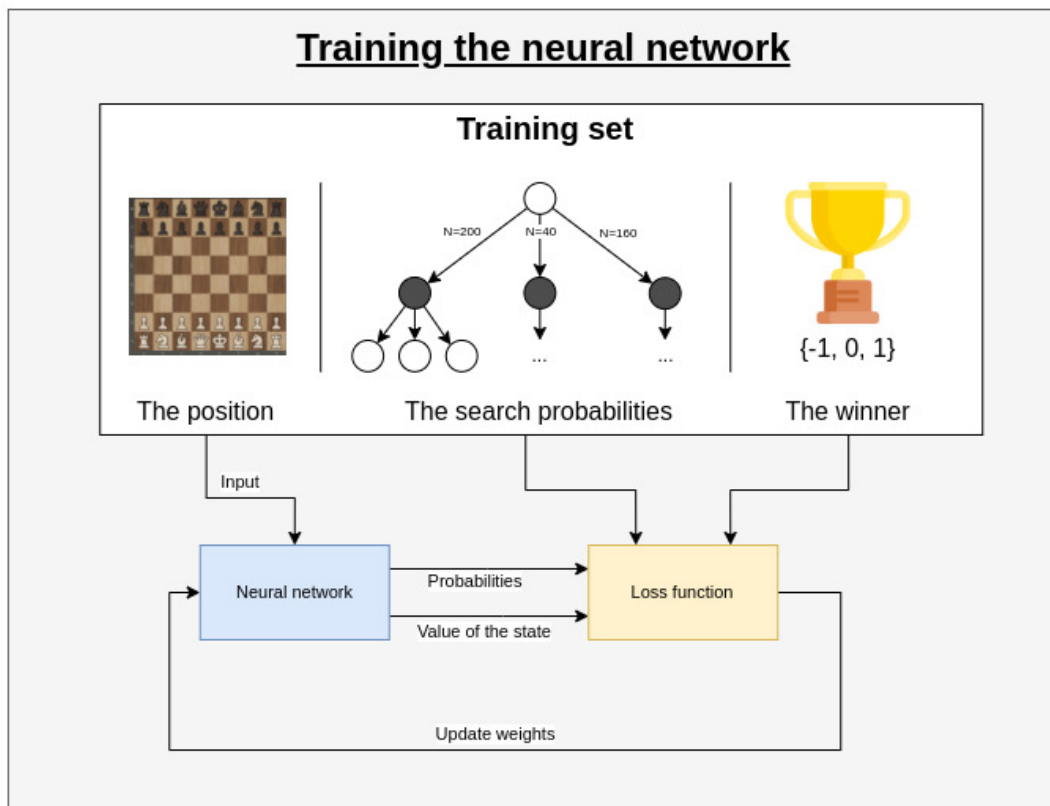 Training the neural network
Training set
N=200
N=40
N=160
...
...
{-1, 0, 1}
The position
The search probabilities
The winner
Input
Neural network
Probabilities
Value of the state
Loss function
Update weights